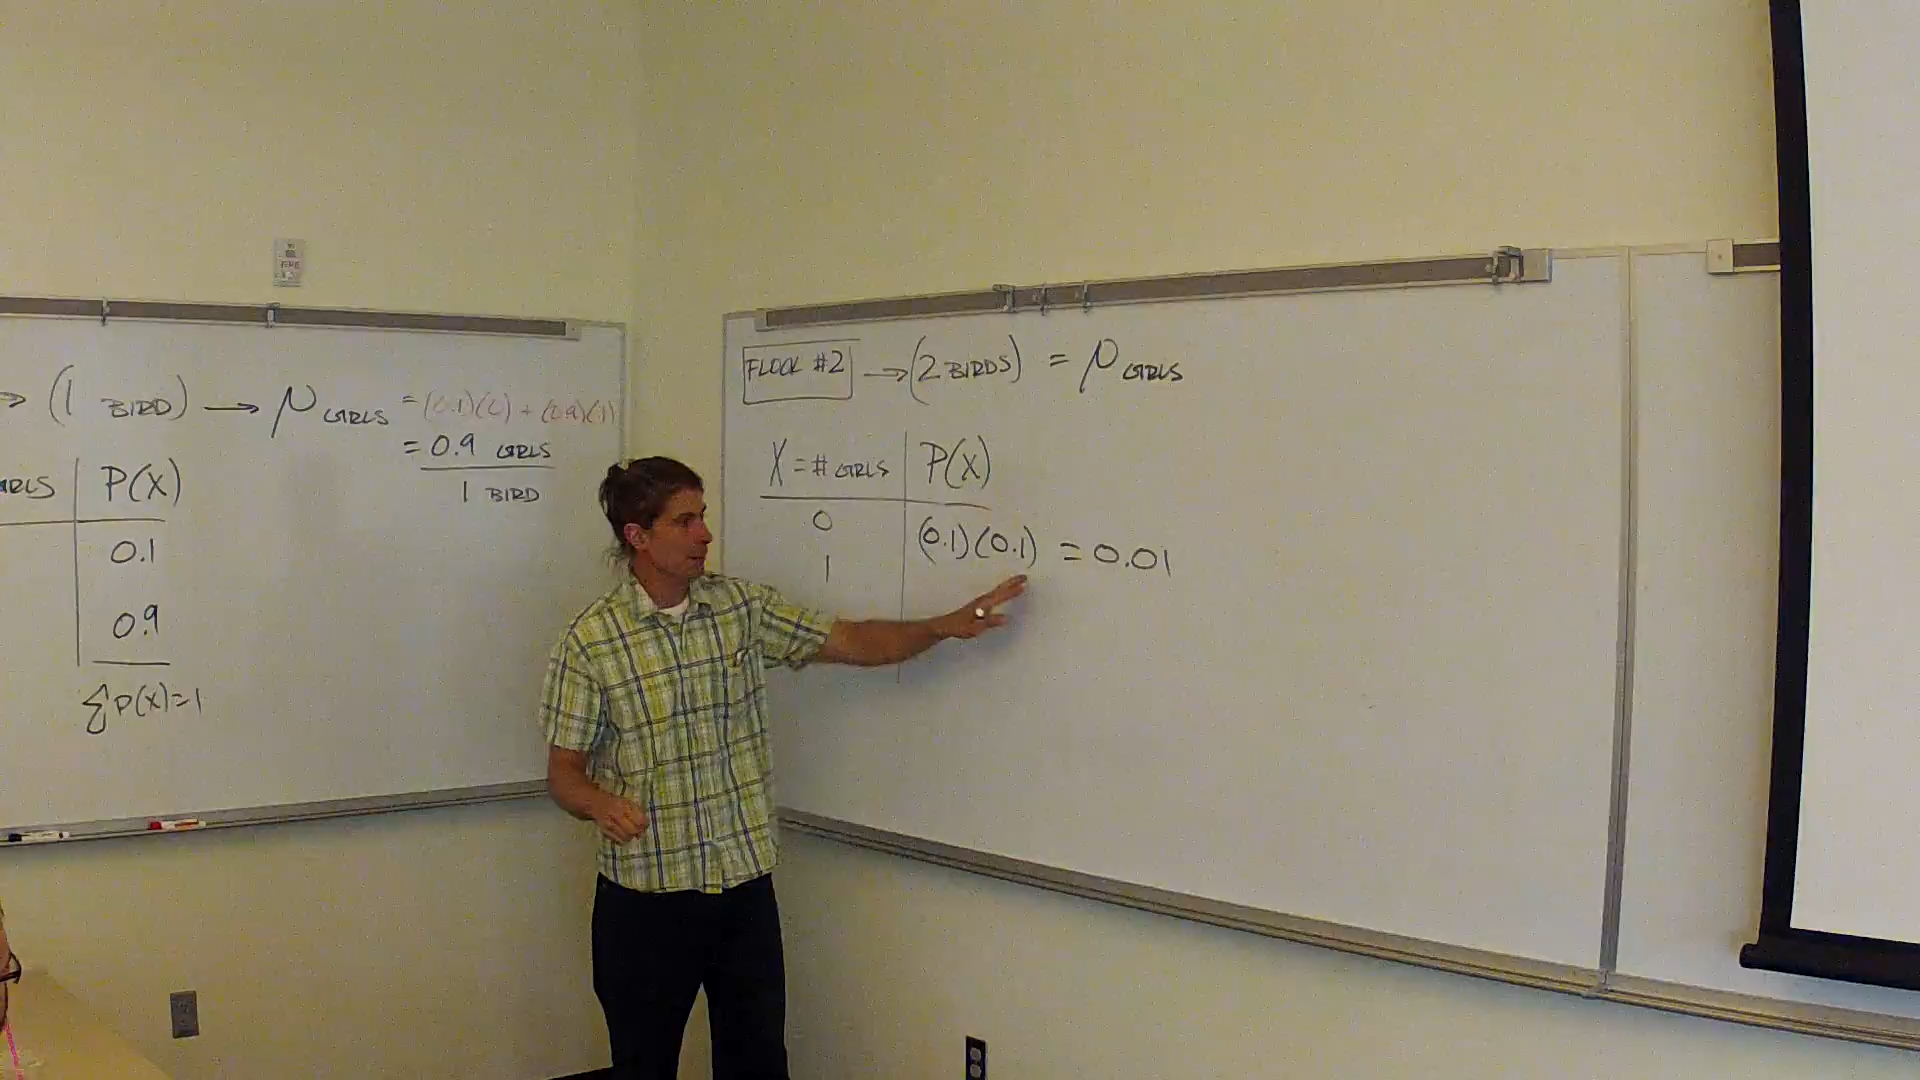 → (1 BIRD) → μ GIRLS = (0.1)(0) + (0.9)(1)
= 0.9 GIRLS
1 BIRD
P(X)
0.1
0.9
Σ P(X)=1
FLOCK #2 → (2 BIRDS) = μ GIRLS
X = # GIRLS P(X)
0 (0.1)(0.1) = 0.01
1